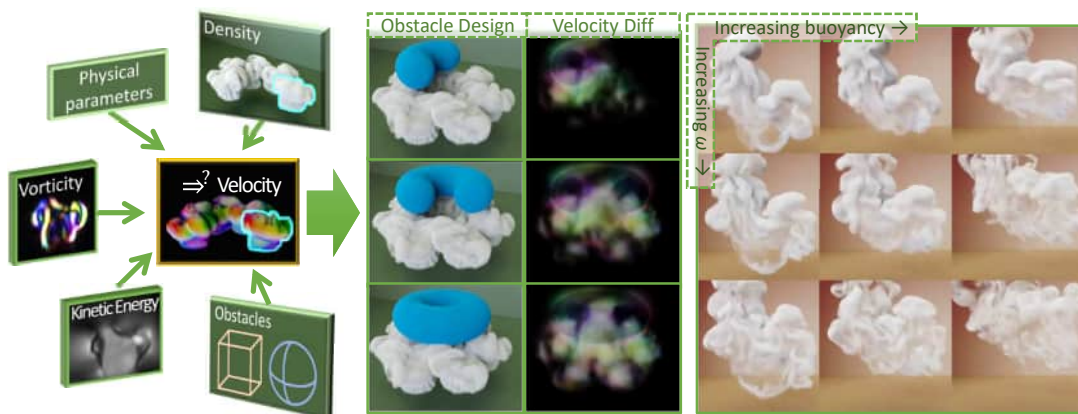 Density
Physical
parameters
Vorticity
⇒? Velocity
Kinetic Energy
Obstacles
Obstacle Design
Velocity Diff
Increasing buoyancy →
Increasing ω →